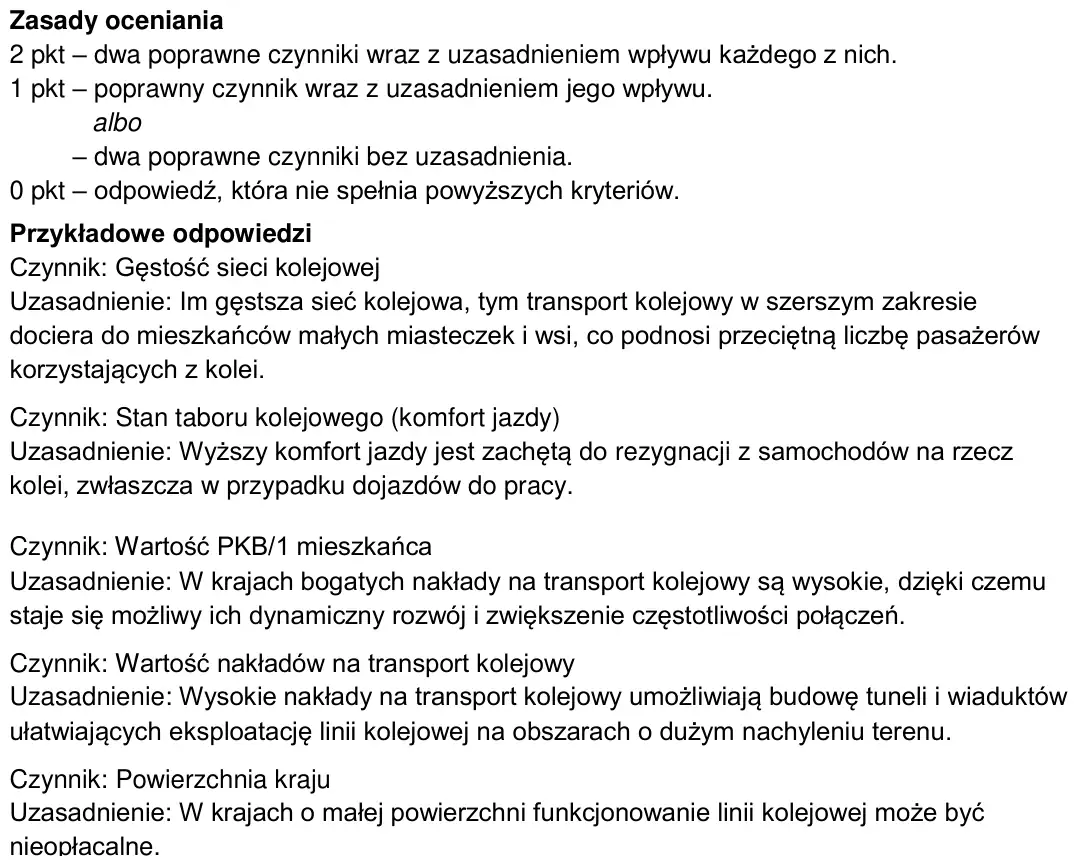 Zasady oceniania
2 pkt – dwa poprawne czynniki wraz z uzasadnieniem wpływu każdego z nich.
1 pkt – poprawny czynnik wraz z uzasadnieniem jego wpływu.
albo
– dwa poprawne czynniki bez uzasadnienia.
0 pkt – odpowiedź, która nie spełnia powyższych kryteriów.
Przykładowe odpowiedzi
Czynnik: Gęstość sieci kolejowej
Uzasadnienie: Im gęstsza sieć kolejowa, tym transport kolejowy w szerszym zakresie
dociera do mieszkańców małych miasteczek i wsi, co podnosi przeciętną liczbę pasażerów
korzystających z kolei.
Czynnik: Stan taboru kolejowego (komfort jazdy)
Uzasadnienie: Wyższy komfort jazdy jest zachętą do rezygnacji z samochodów na rzecz
kolei, zwłaszcza w przypadku dojazdów do pracy.
Czynnik: Wartość PKB/1 mieszkańca
Uzasadnienie: W krajach bogatych nakłady na transport kolejowy są wysokie, dzięki czemu
staje się możliwy ich dynamiczny rozwój i zwiększenie częstotliwości połączeń.
Czynnik: Wartość nakładów na transport kolejowy
Uzasadnienie: Wysokie nakłady na transport kolejowy umożliwiają budowę tuneli i wiaduktów
ułatwiających eksploatację linii kolejowej na obszarach o dużym nachyleniu terenu.
Czynnik: Powierzchnia kraju
Uzasadnienie: W krajach o małej powierzchni funkcjonowanie linii kolejowej może być
nieopłacalne.